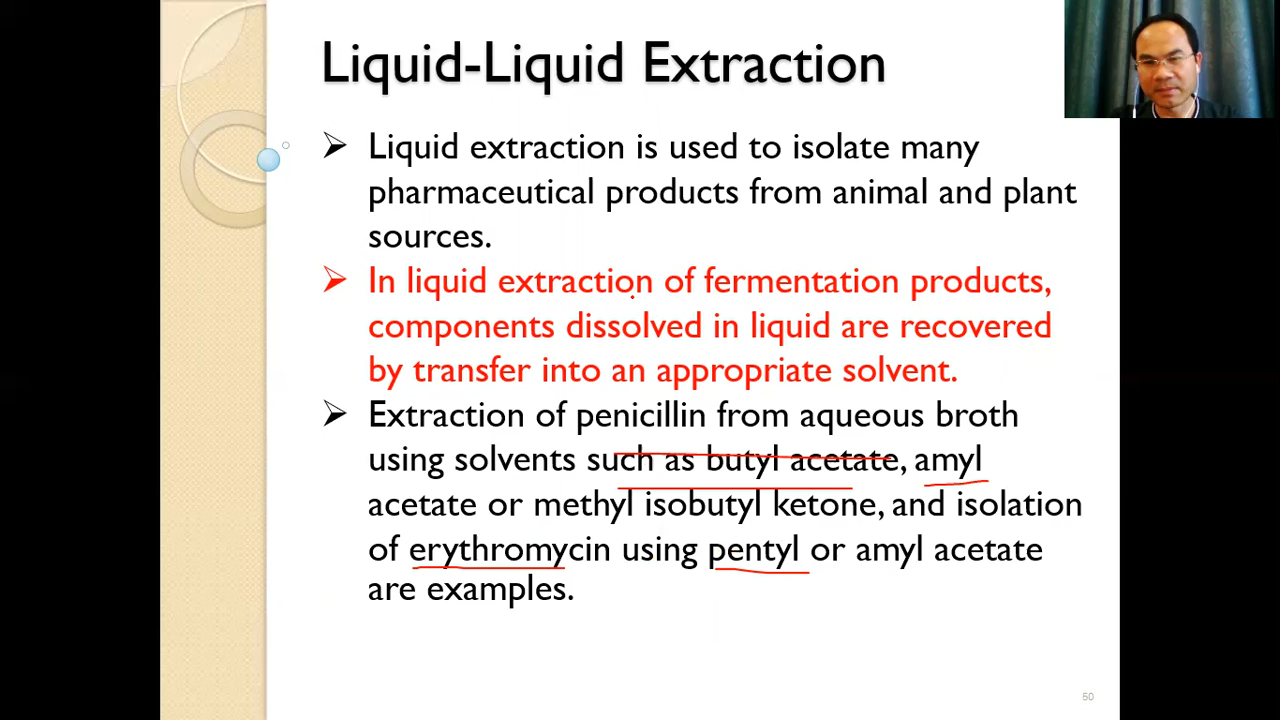 Liquid-Liquid Extraction
➢ Liquid extraction is used to isolate many
pharmaceutical products from animal and plant
sources.
➢ In liquid extraction of fermentation products,
components dissolved in liquid are recovered
by transfer into an appropriate solvent.
➢ Extraction of penicillin from aqueous broth
using solvents such as butyl acetate, amyl
acetate or methyl isobutyl ketone, and isolation
of erythromycin using pentyl or amyl acetate
are examples.
50